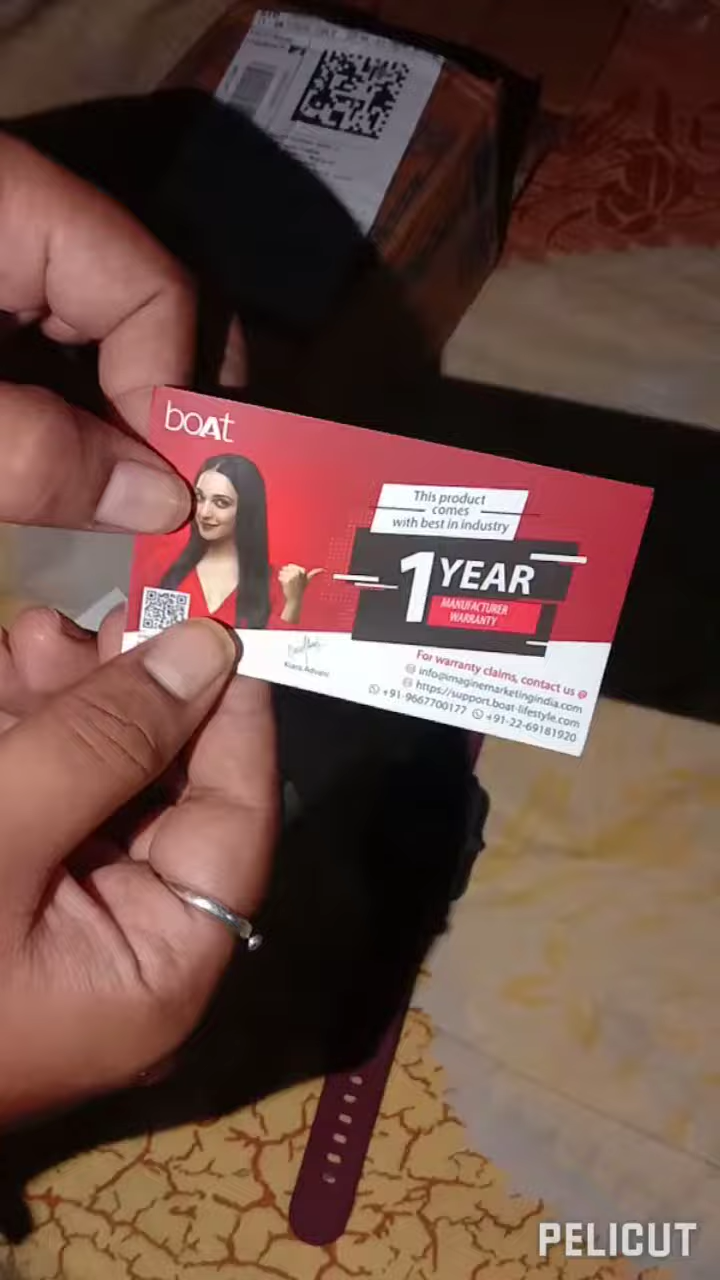 boAt
This product
comes
with best in industry
1 YEAR
MANUFACTURER
WARRANTY
Kiara Advani
For warranty claims, contact us @
info@imaginemarketingindia.com
https://support.boat-lifestyle.com
+91-9667700177 +91-22-69181920
PELICUT